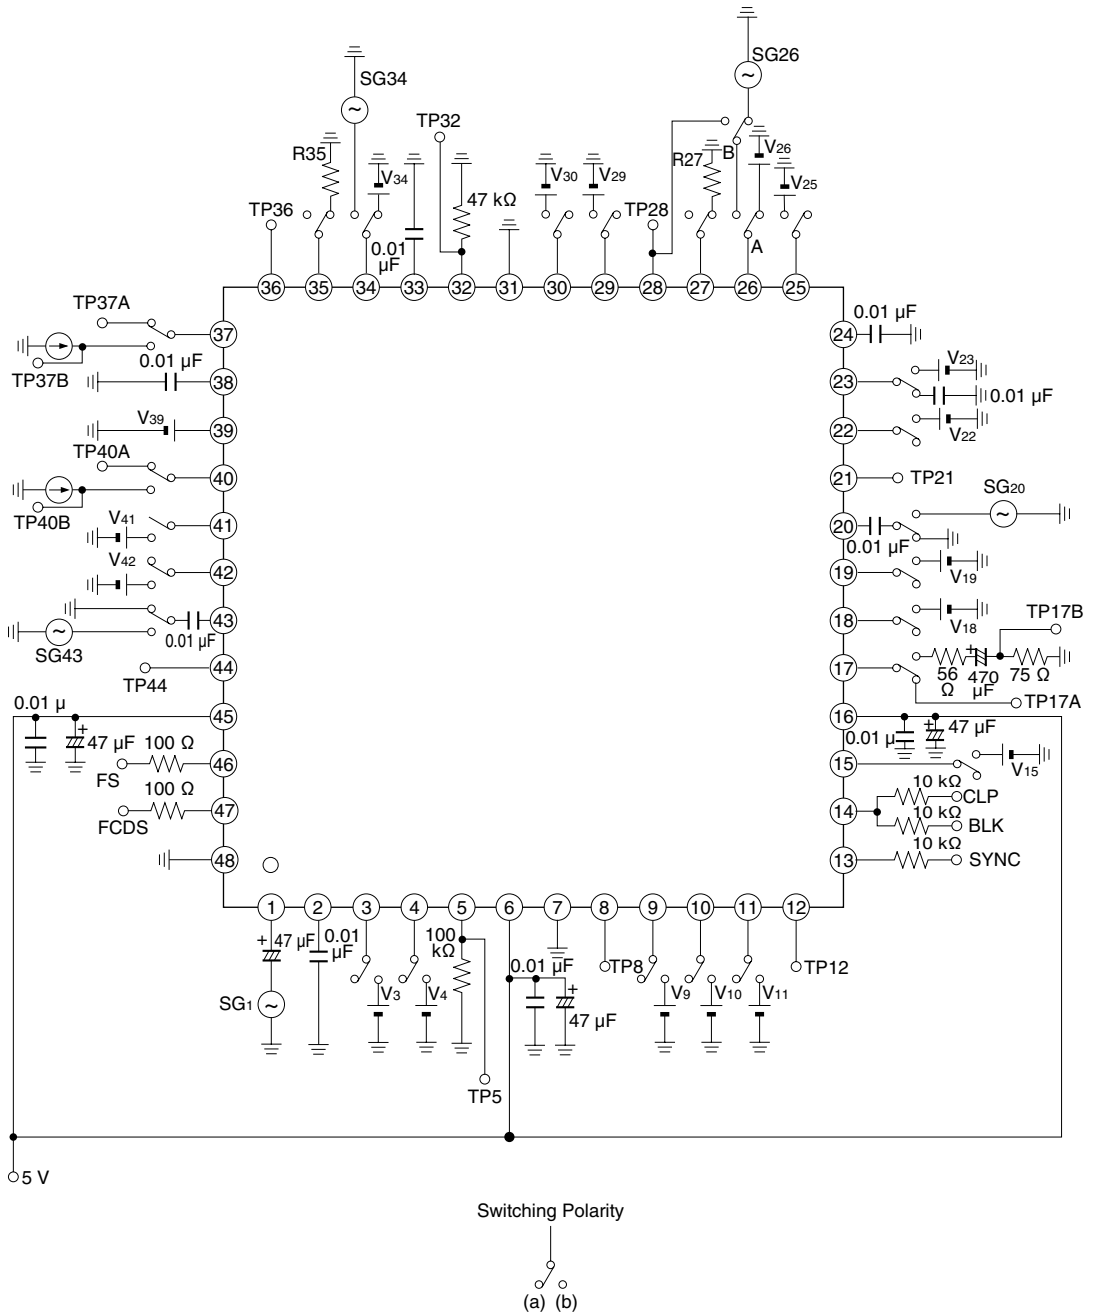 SG26
SG34
TP32
R35
V34
B
V26
R27
V30
V29
V25
47 kΩ
TP36
TP28
A
0.01
µF
36
35
34
33
32
31
30
29
28
27
26
25
TP37A
37
TP37B
0.01 µF
38
V39
39
TP40A
40
TP40B
V41
41
V42
42
43
0.01 µF
SG43
44
TP44
0.01 µ
45
+
47 µF
100 Ω
FS
46
100 Ω
FCDS
47
48
24
0.01 µF
V23
23
0.01 µF
22
V22
21
TP21
SG20
20
0.01 µF
19
V19
18
V18
TP17B
17
+
56
Ω
470
µF
75 Ω
TP17A
16
0.01 µ
+
47 µF
15
V15
10 kΩ
CLP
14
10 kΩ
BLK
10 kΩ
13
SYNC
1
2
3
4
5
6
7
8
9
10
11
12
+
47 µF
0.01
µF
100
kΩ
0.01 µF
TP8
TP12
SG1
V3
V4
+
47 µF
V9
V10
V11
TP5
5 V
Switching Polarity
(a) (b)